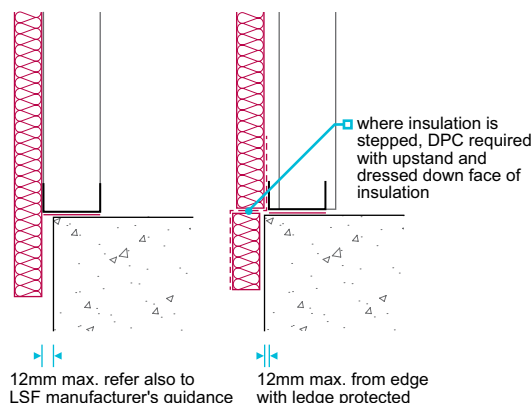 where insulation is
stepped, DPC required
with upstand and
dressed down face of
insulation
12mm max. refer also to
LSF manufacturer's guidance
12mm max. from edge
with ledge protected